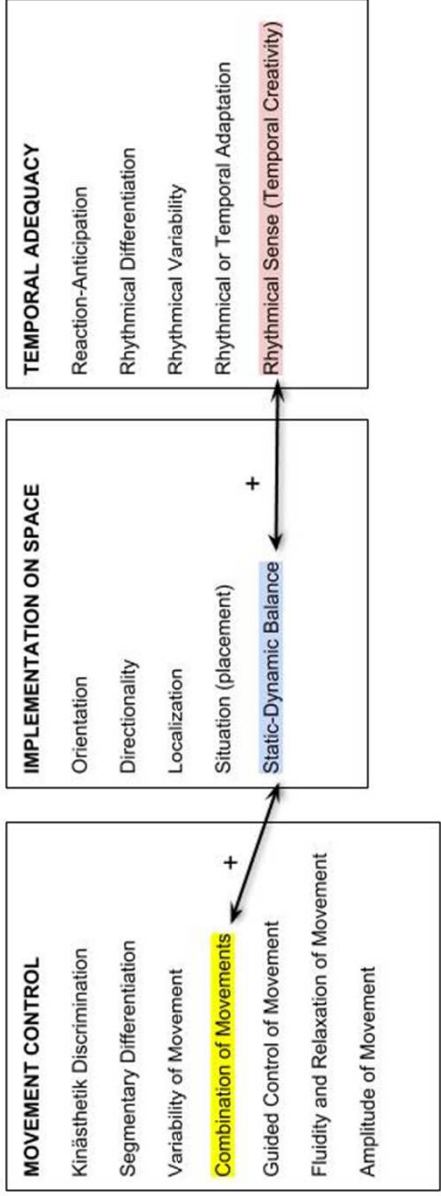 MOVEMENT CONTROL
Kinästhetik Discrimination
Segmentary Differentiation
Variability of Movement
Combination of Movements
Guided Control of Movement
Fluidity and Relaxation of Movement
Amplitude of Movement
+
IMPLEMENTATION ON SPACE
Orientation
Directionality
Localization
Situation (placement)
Static-Dynamic Balance
+
TEMPORAL ADEQUACY
Reaction-Anticipation
Rhythmical Differentiation
Rhythmical Variability
Rhythmical or Temporal Adaptation
Rhythmical Sense (Temporal Creativity)